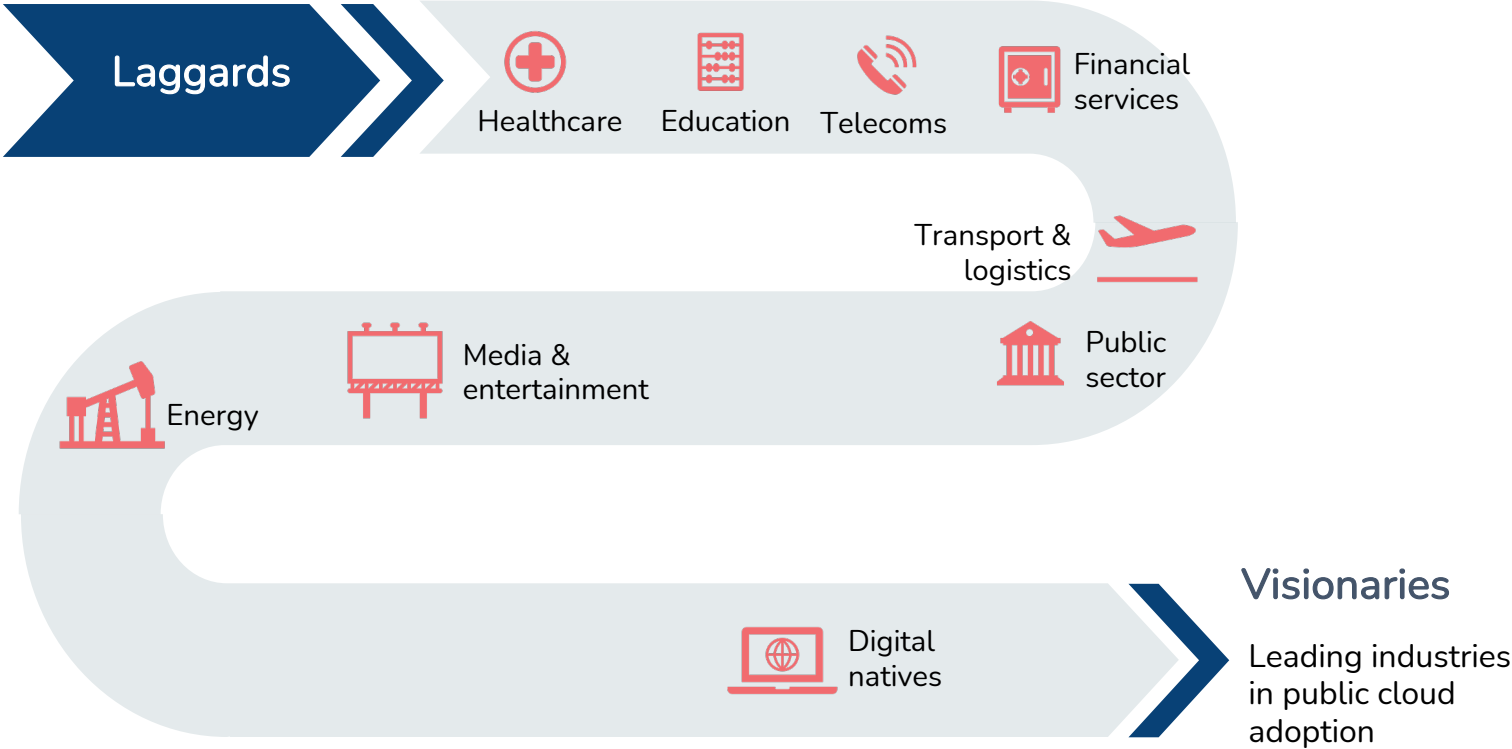 Laggards
Healthcare
Education
Telecoms
Financial
services
Transport &
logistics
Public
sector
Media &
entertainment
Energy
Digital
natives
Visionaries
Leading industries
in public cloud
adoption